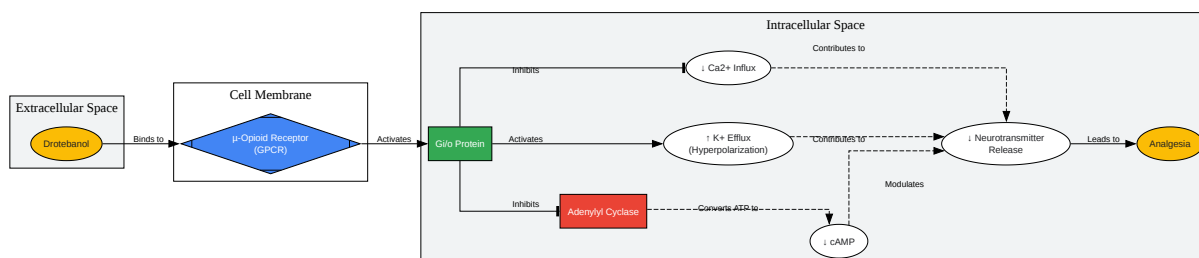 Intracellular Space
Contributes to
Inhibits
↓ Ca2+ Influx
Cell Membrane
Extracellular Space
Drotebanol
Binds to
μ-Opioid Receptor
(GPCR)
Activates
Gi/o Protein
Activates
↑ K+ Efflux
(Hyperpolarization)
Contributes to
↓ Neurotransmitter
Release
Leads to
Analgesia
Modulates
Inhibits
Adenylyl Cyclase
Converts ATP to
↓ cAMP